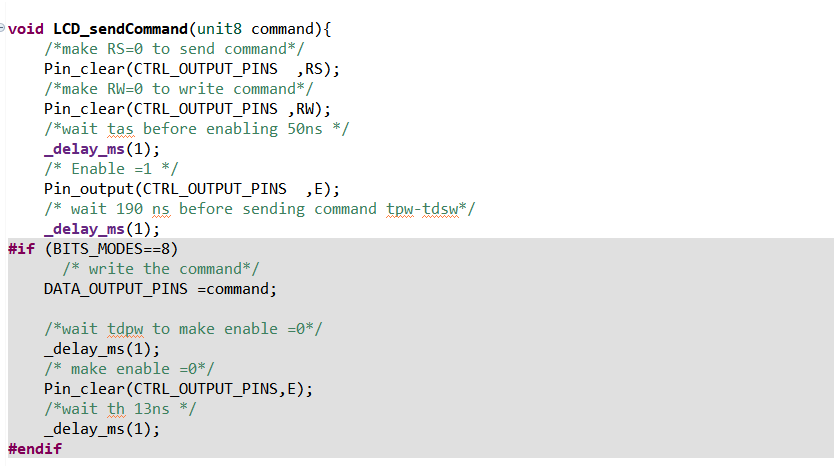 void LCD_sendCommand(unit8 command){
/*make RS=0 to send command*/
Pin_clear(CTRL_OUTPUT_PINS  ,RS);
/*make RW=0 to write command*/
Pin_clear(CTRL_OUTPUT_PINS ,RW);
/*wait tas before enabling 50ns */
_delay_ms(1);
/* Enable =1 */
Pin_output(CTRL_OUTPUT_PINS  ,E);
/* wait 190 ns before sending command tpw-tdsw*/
_delay_ms(1);
#if (BITS_MODES==8)
/* write the command*/
DATA_OUTPUT_PINS =command;
/*wait tdpw to make enable =0*/
_delay_ms(1);
/* make enable =0*/
Pin_clear(CTRL_OUTPUT_PINS,E);
/*wait th 13ns */
_delay_ms(1);
#endif